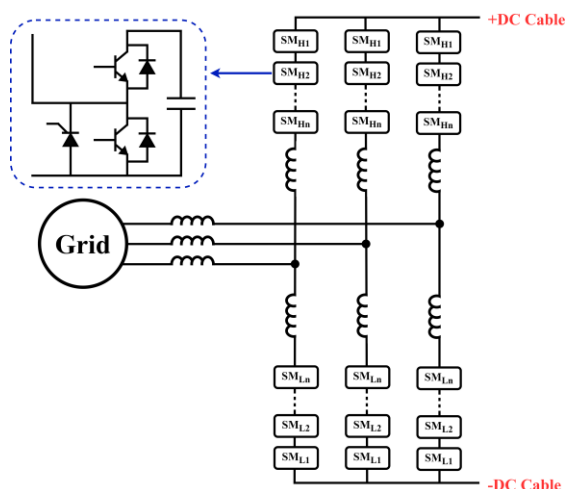 +DC Cable
SMH1 SMH1 SMH1
SMH2 SMH2 SMH2
SMHn SMHn SMHn
Grid
SMLn SMLn SMLn
SML2 SML2 SML2
SML1 SML1 SML1
-DC Cable